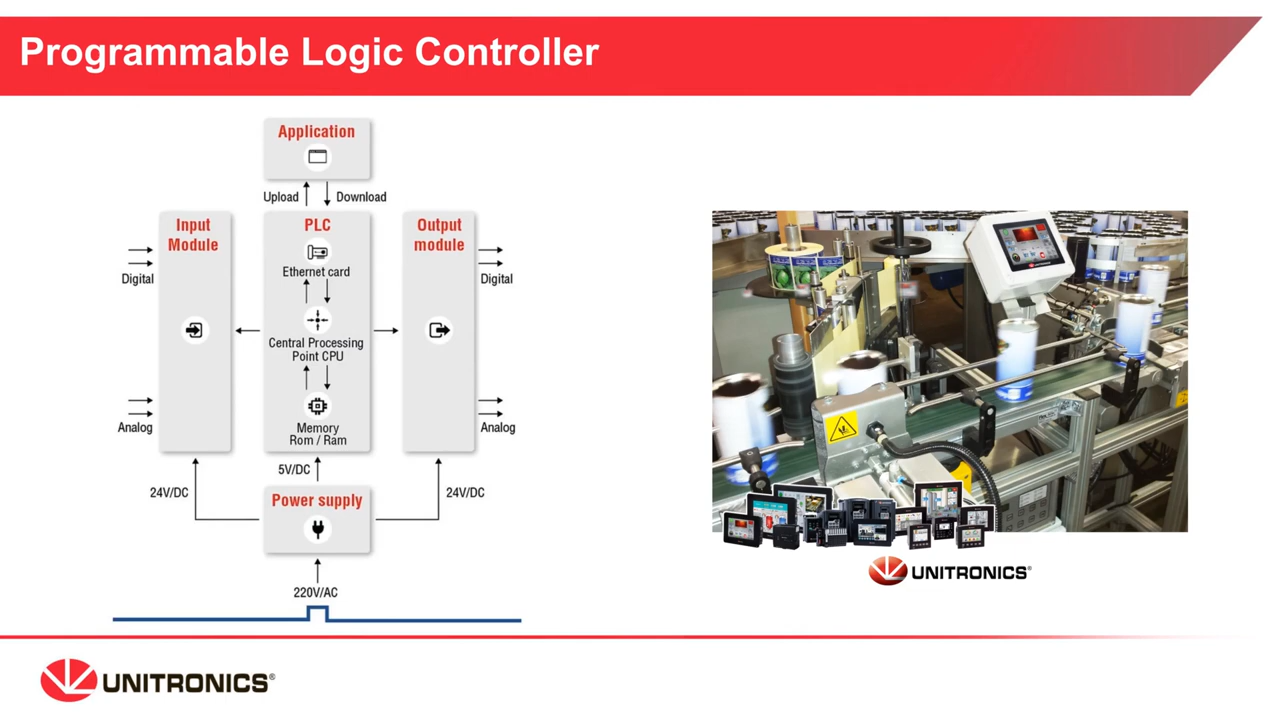 Programmable Logic Controller
Application
Upload
Download
Input
Module
PLC
Output
module
Ethernet card
Digital
Digital
Central Processing
Point CPU
Analog
Analog
Memory
Rom / Ram
5V/DC
24V/DC
24V/DC
Power supply
220V/AC
UNITRONICS®
UNITRONICS®